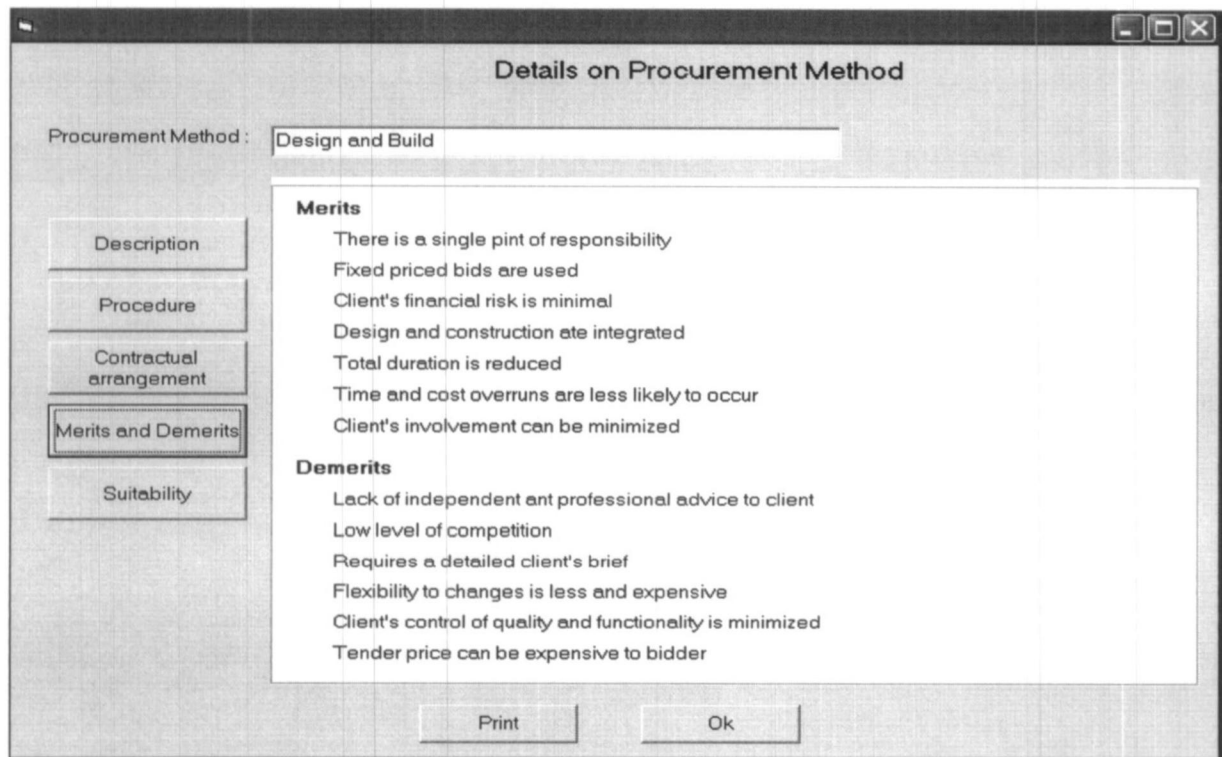 Details on Procurement Method
Procurement Method :
Design and Build
Description
Procedure
Contractual
arrangement
Merits and Demerits
Suitability
Merits
There is a single pint of responsibility
Fixed priced bids are used
Client's financial risk is minimal
Design and construction ate integrated
Total duration is reduced
Time and cost overruns are less likely to occur
Client's involvement can be minimized
Demerits
Lack of independent ant professional advice to client
Low level of competition
Requires a detailed client's brief
Flexibility to changes is less and expensive
Client's control of quality and functionality is minimized
Tender price can be expensive to bidder
Print
Ok